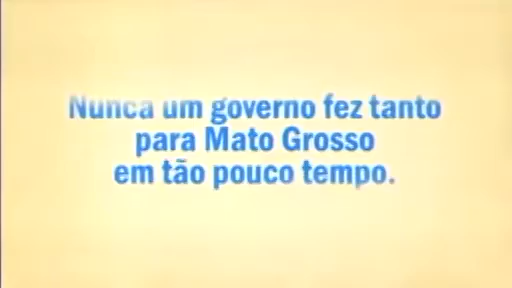 Nunca um governo fez tanto
para Mato Grosso
em tão pouco tempo.